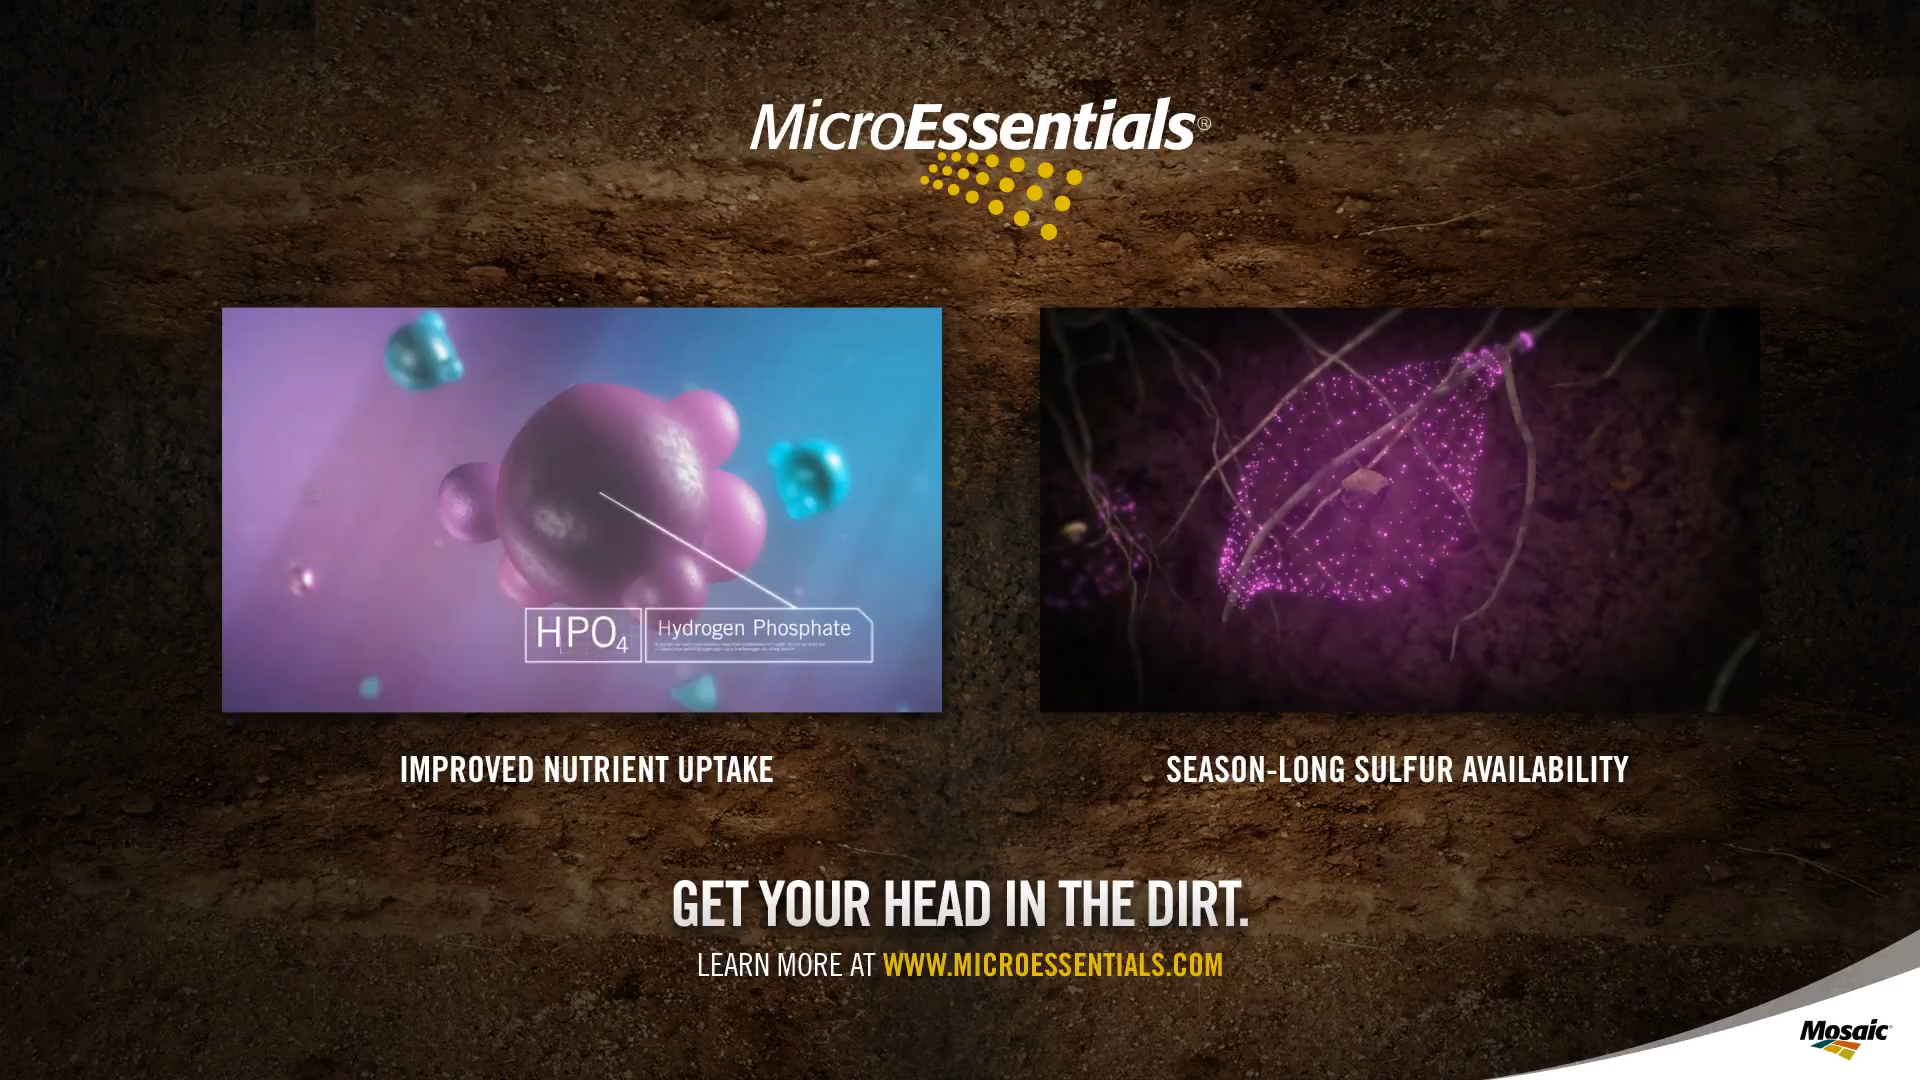 MicroEssentials®
HPO₄
Hydrogen Phosphate
IMPROVED NUTRIENT UPTAKE
SEASON-LONG SULFUR AVAILABILITY
GET YOUR HEAD IN THE DIRT.
LEARN MORE AT WWW.MICROESSENTIALS.COM
Mosaic